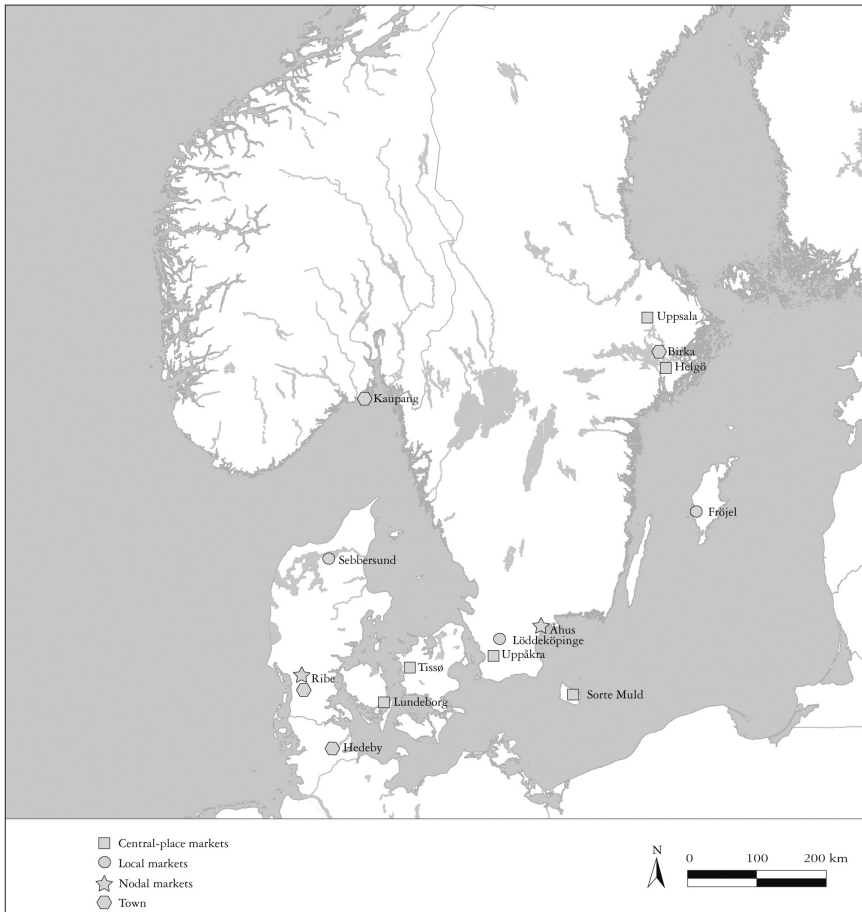 Uppsala
Birka
Helgö
Kaupang
Fröjel
Sebbersund
Åhus
Löddeköpinge
Uppåkra
Tissø
Ribe
Lundeborg
Sorte Muld
Hedeby
Central-place markets
Local markets
Nodal markets
Town
N
0 100 200 km